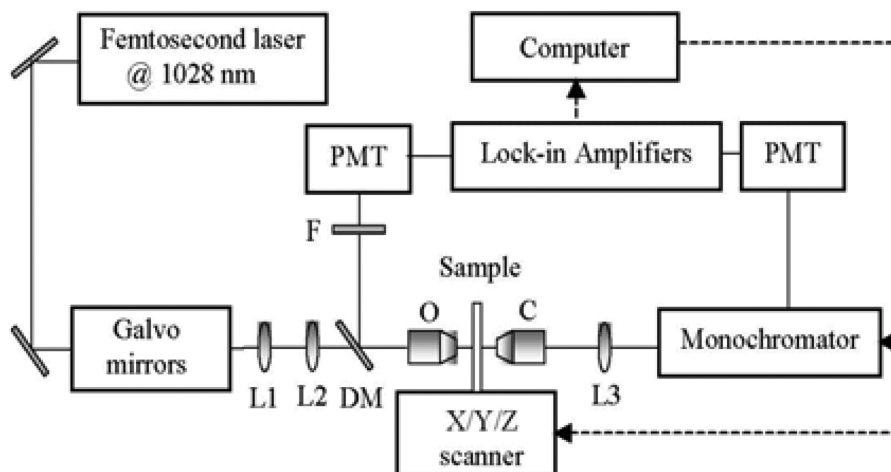 Femtosecond laser
@ 1028 nm
Computer
PMT
Lock-in Amplifiers
PMT
F
Sample
O
C
Galvo
mirrors
Monochromator
L1
L2
DM
L3
X/Y/Z
scanner